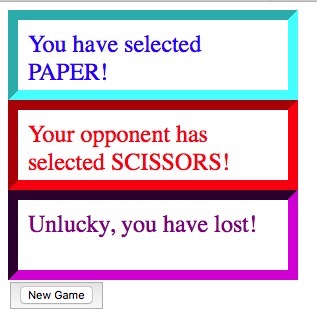 You have selected
PAPER!
Your opponent has
selected SCISSORS!
Unlucky, you have lost!
New Game